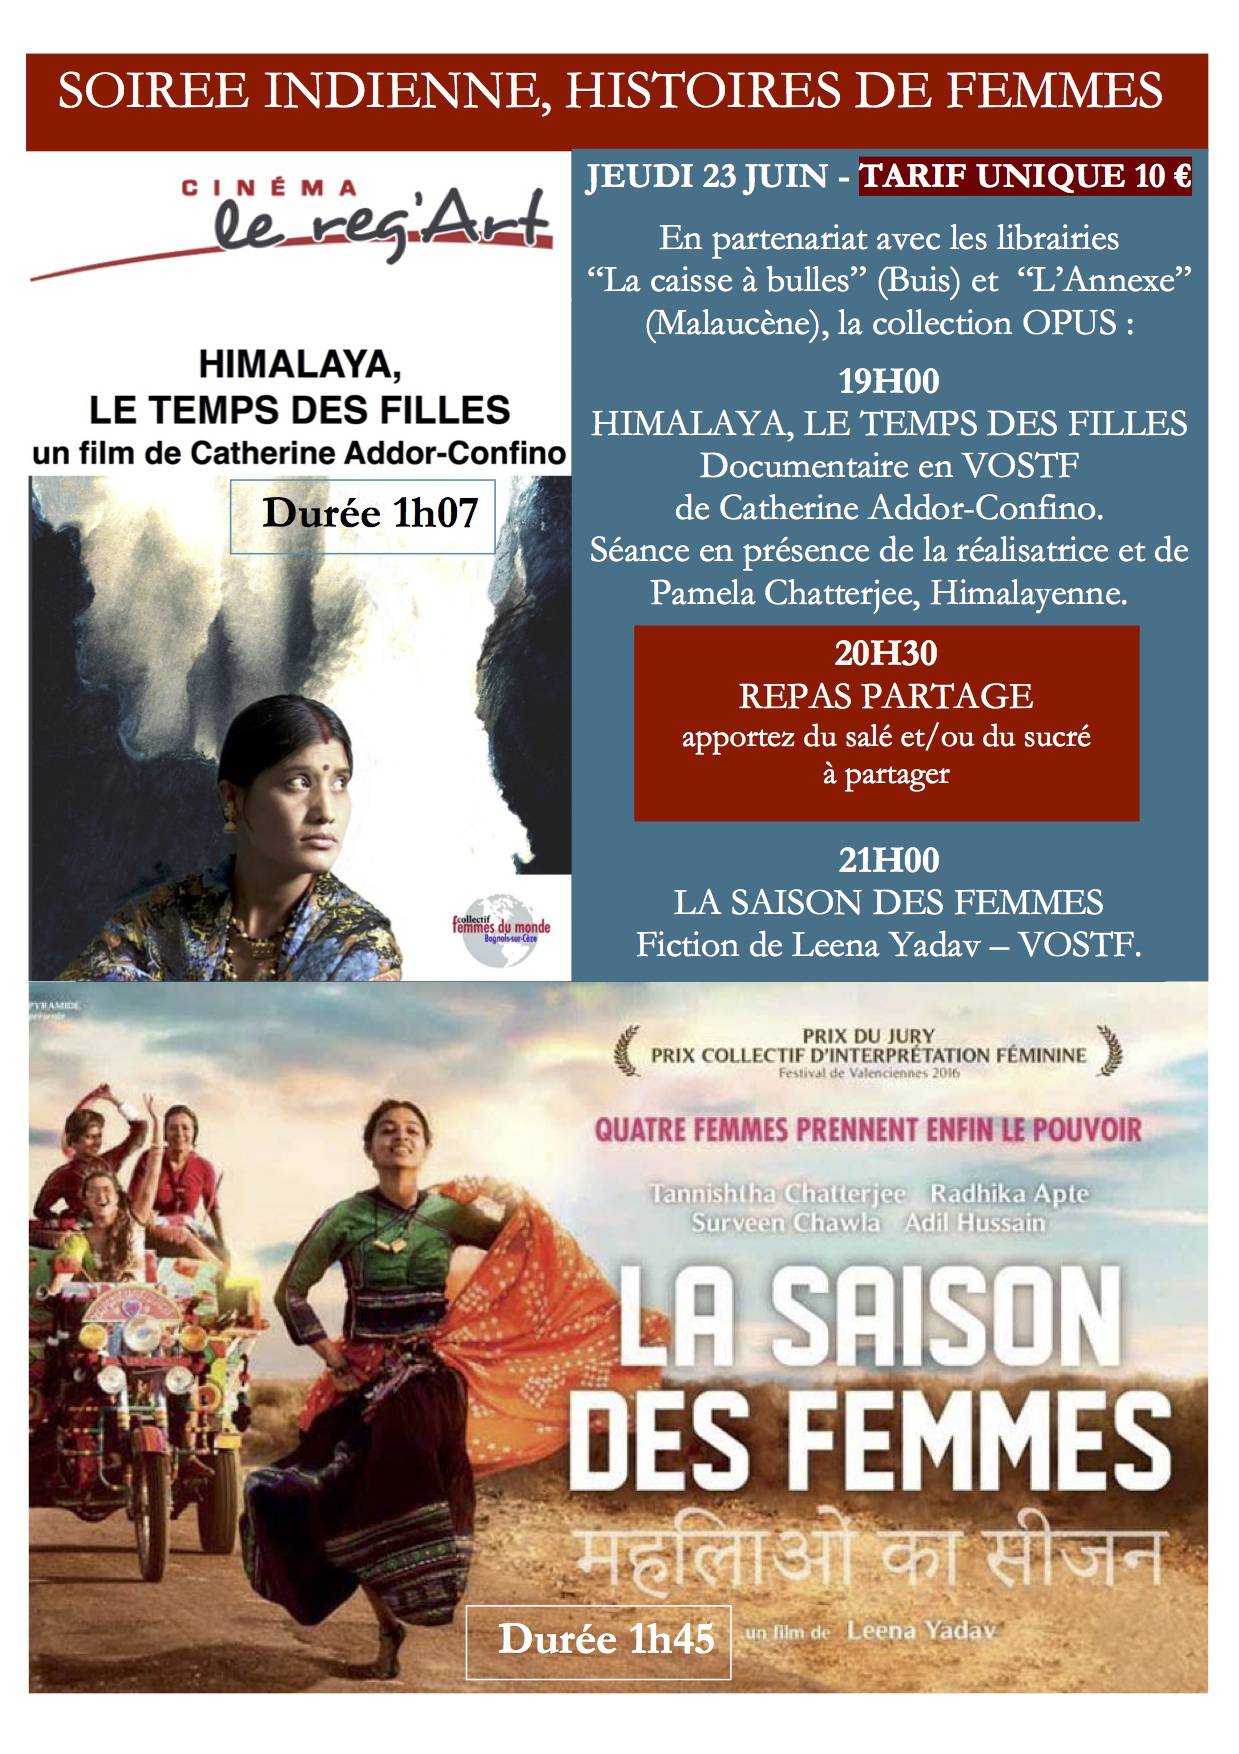 SOIREE INDIENNE, HISTOIRES DE FEMMES
CINÉMA
le reg'Art
HIMALAYA,
LE TEMPS DES FILLES
un film de Catherine Addor-Confino
Durée 1h07
collectif
femmes du monde
Bagnols-sur-Cèze
JEUDI 23 JUIN - TARIF UNIQUE 10 €
En partenariat avec les librairies
“La caisse à bulles” (Buis) et “L’Annexe”
(Malaucène), la collection OPUS :
19H00
HIMALAYA, LE TEMPS DES FILLES
Documentaire en VOSTF
de Catherine Addor-Confino.
Séance en présence de la réalisatrice et de
Pamela Chatterjee, Himalayenne.
20H30
REPAS PARTAGE
apportez du salé et/ou du sucré
à partager
21H00
LA SAISON DES FEMMES
Fiction de Leena Yadav – VOSTF.
PYRAMIDE
présente
PRIX DU JURY
PRIX COLLECTIF D'INTERPRÉTATION FÉMININE
Festival de Valenciennes 2016
QUATRE FEMMES PRENNENT ENFIN LE POUVOIR
Tannishtha Chatterjee Radhika Apte
Surveen Chawla Adil Hussain
LA SAISON
DES FEMMES
महलिाओं का सीजन
Durée 1h45
un film de Leena Yadav